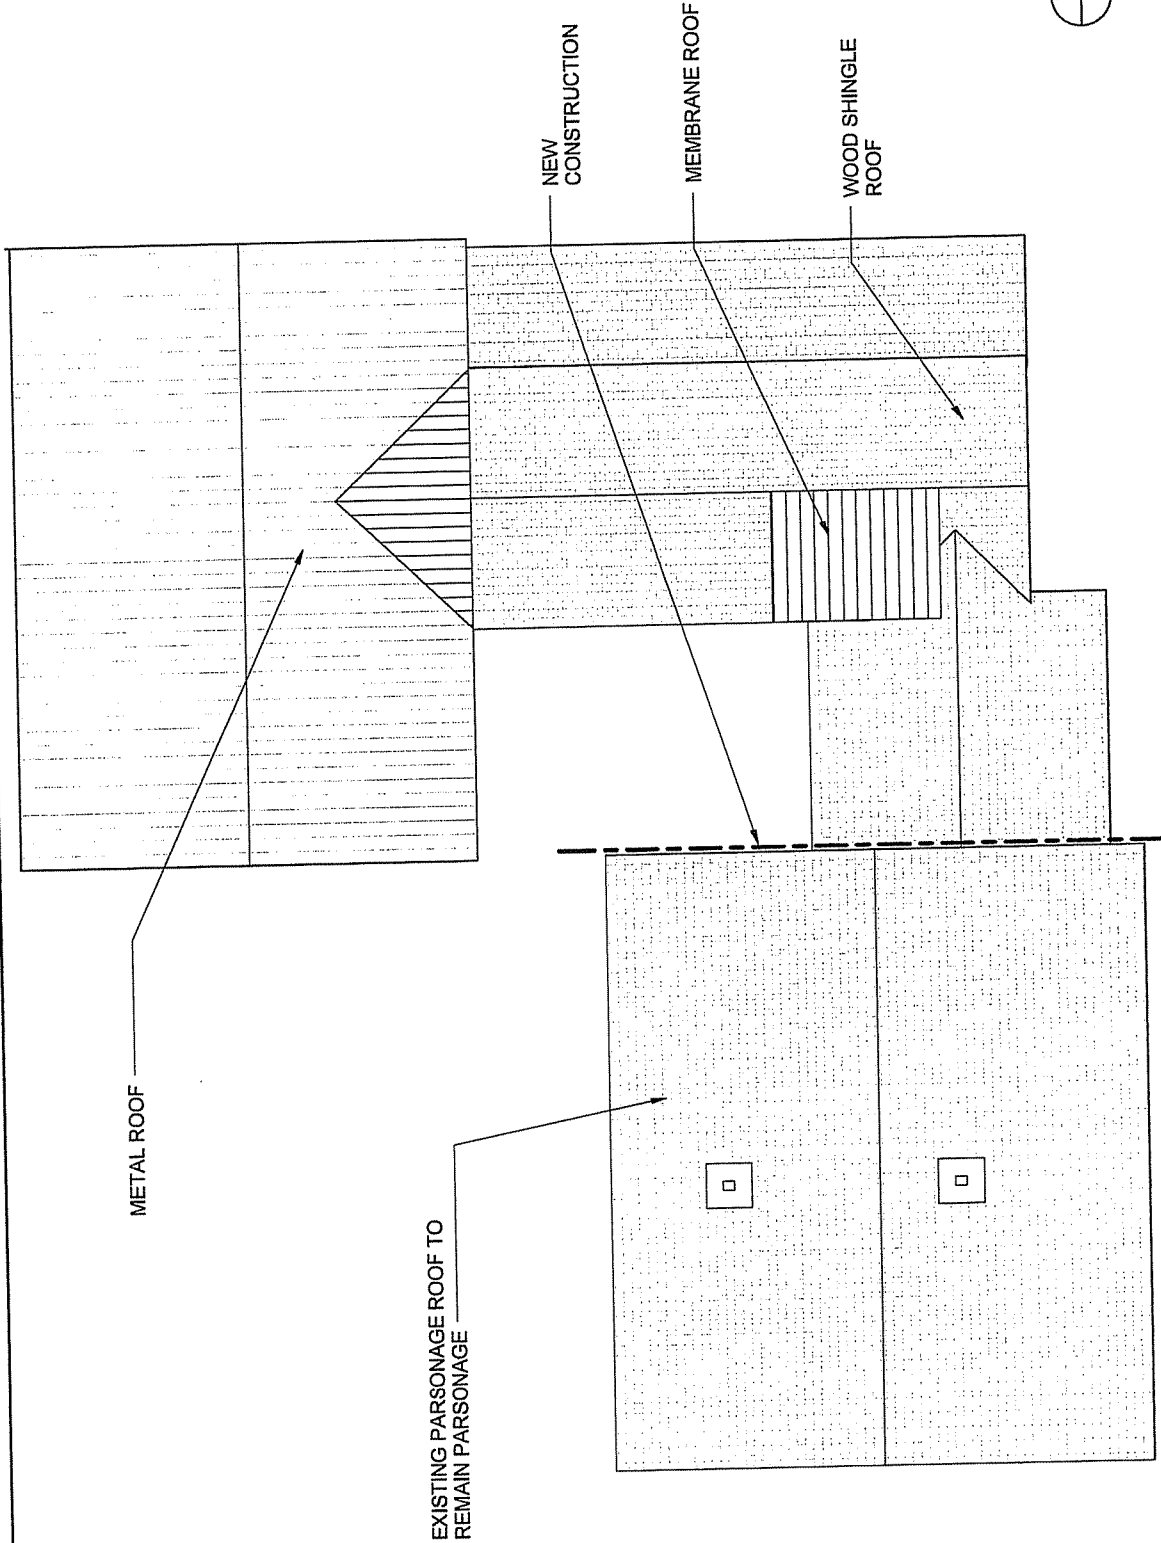 METAL ROOF
EXISTING PARSONAGE ROOF TO
REMAIN PARSONAGE
NEW
CONSTRUCTION
MEMBRANE ROOF
WOOD SHINGLE
ROOF